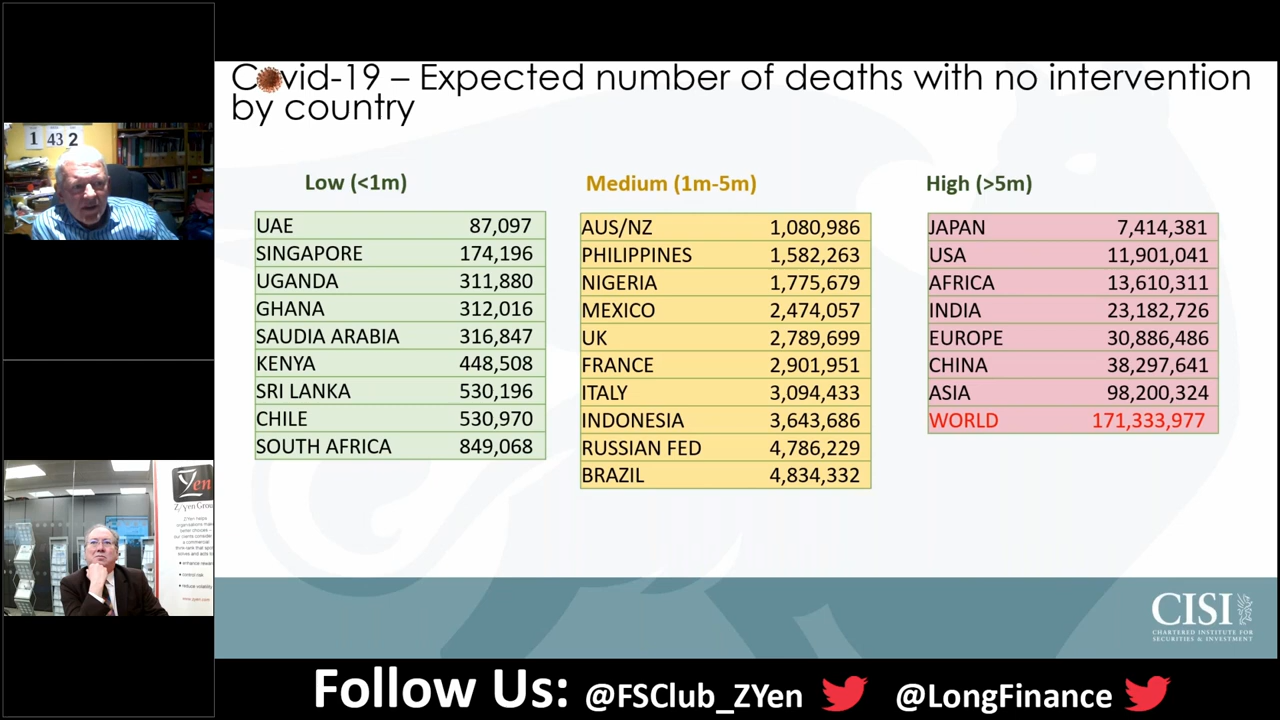 Covid-19 – Expected number of deaths with no intervention
by country
Low (<1m)
UAE 87,097
SINGAPORE 174,196
UGANDA 311,880
GHANA 312,016
SAUDIA ARABIA 316,847
KENYA 448,508
SRI LANKA 530,196
CHILE 530,970
SOUTH AFRICA 849,068
Medium (1m-5m)
AUS/NZ 1,080,986
PHILIPPINES 1,582,263
NIGERIA 1,775,679
MEXICO 2,474,057
UK 2,789,699
FRANCE 2,901,951
ITALY 3,094,433
INDONESIA 3,643,686
RUSSIAN FED 4,786,229
BRAZIL 4,834,332
High (>5m)
JAPAN 7,414,381
USA 11,901,041
AFRICA 13,610,311
INDIA 23,182,726
EUROPE 30,886,486
CHINA 38,297,641
ASIA 98,200,324
WORLD 171,333,977
1 43 2
Z/Yen
Z/Yen Group
Z/Yen helps
CISI
CHARTERED INSTITUTE FOR
SECURITIES & INVESTMENT
Follow Us: @FSClub_ZYen @LongFinance